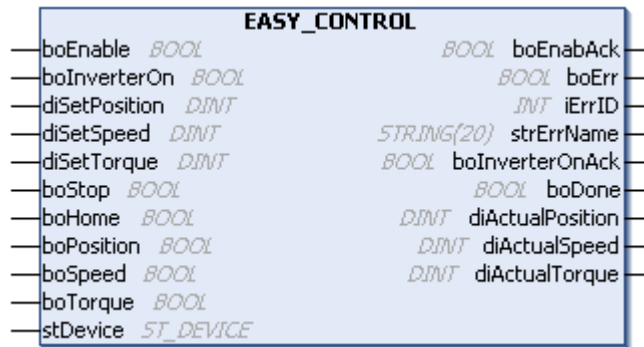 EASY_CONTROL
boEnable BOOL BOOL boEnabAck
boInverterOn BOOL BOOL boErr
diSetPosition DINT INT iErrID
diSetSpeed DINT STRING(20) strErrName
diSetTorque DINT BOOL boInverterOnAck
boStop BOOL BOOL boDone
boHome BOOL DINT diActualPosition
boPosition BOOL DINT diActualSpeed
boSpeed BOOL DINT diActualTorque
boTorque BOOL
stDevice ST_DEVICE